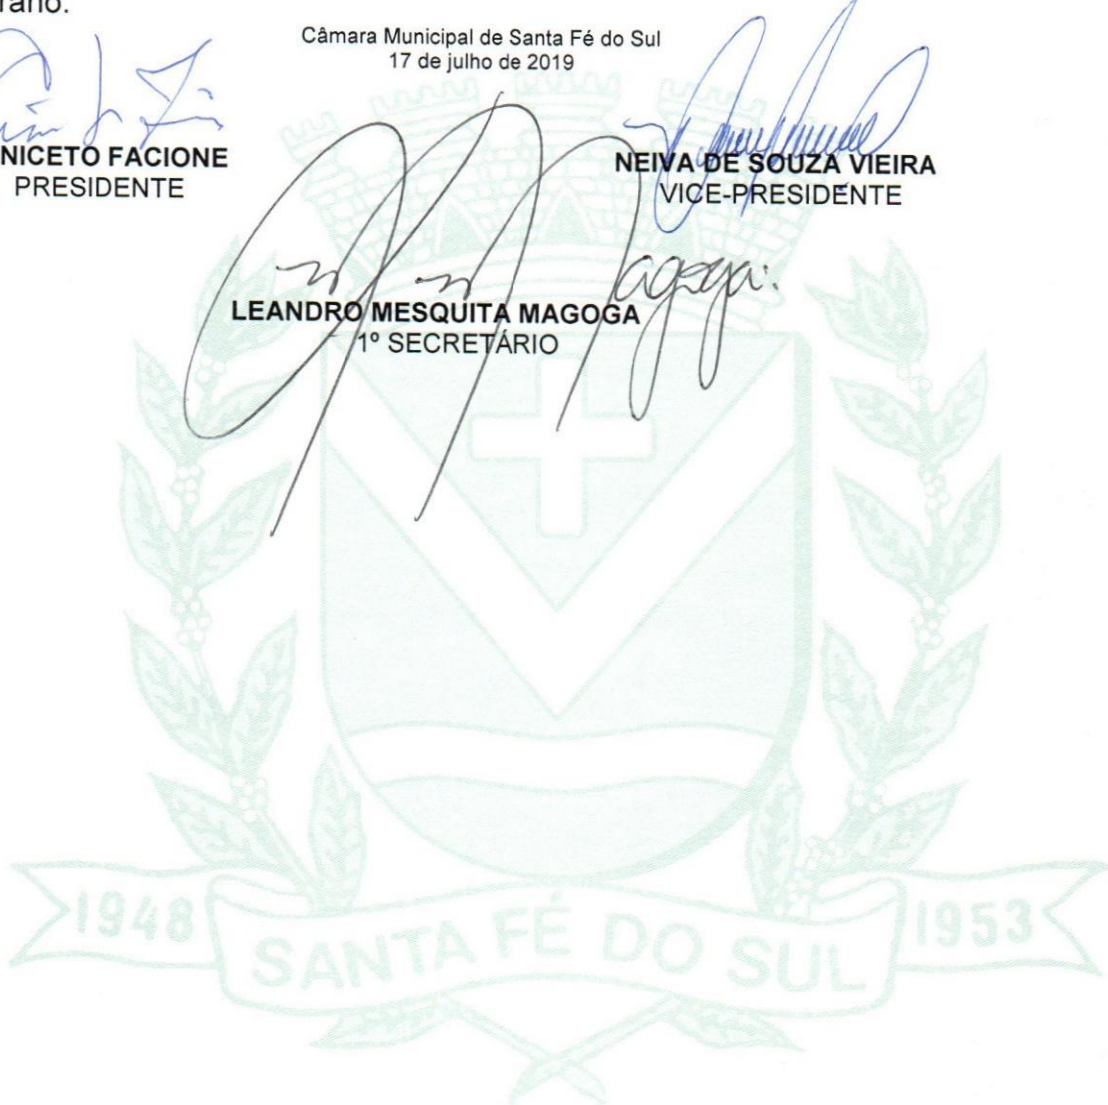 Câmara Municipal de Santa Fé do Sul
17 de julho de 2019
NICETO FACIONE
PRESIDENTE
NEIVA DE SOUZA VIEIRA
VICE-PRESIDENTE
Magoga
LEANDRO MESQUITA MAGOGA
1º SECRETÁRIO
1948
SANTA FÉ DO SUL
1953